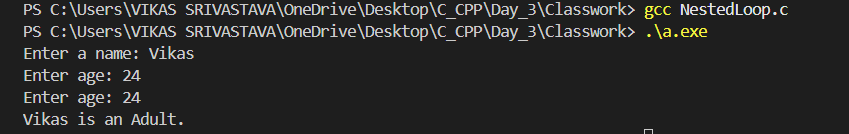 PS C:\Users\VIKAS SRIVASTAVA\OneDrive\Desktop\C_CPP\Day_3\Classwork> gcc NestedLoop.c
PS C:\Users\VIKAS SRIVASTAVA\OneDrive\Desktop\C_CPP\Day_3\Classwork> .\a.exe
Enter a name: Vikas
Enter age: 24
Enter age: 24
Vikas is an Adult.